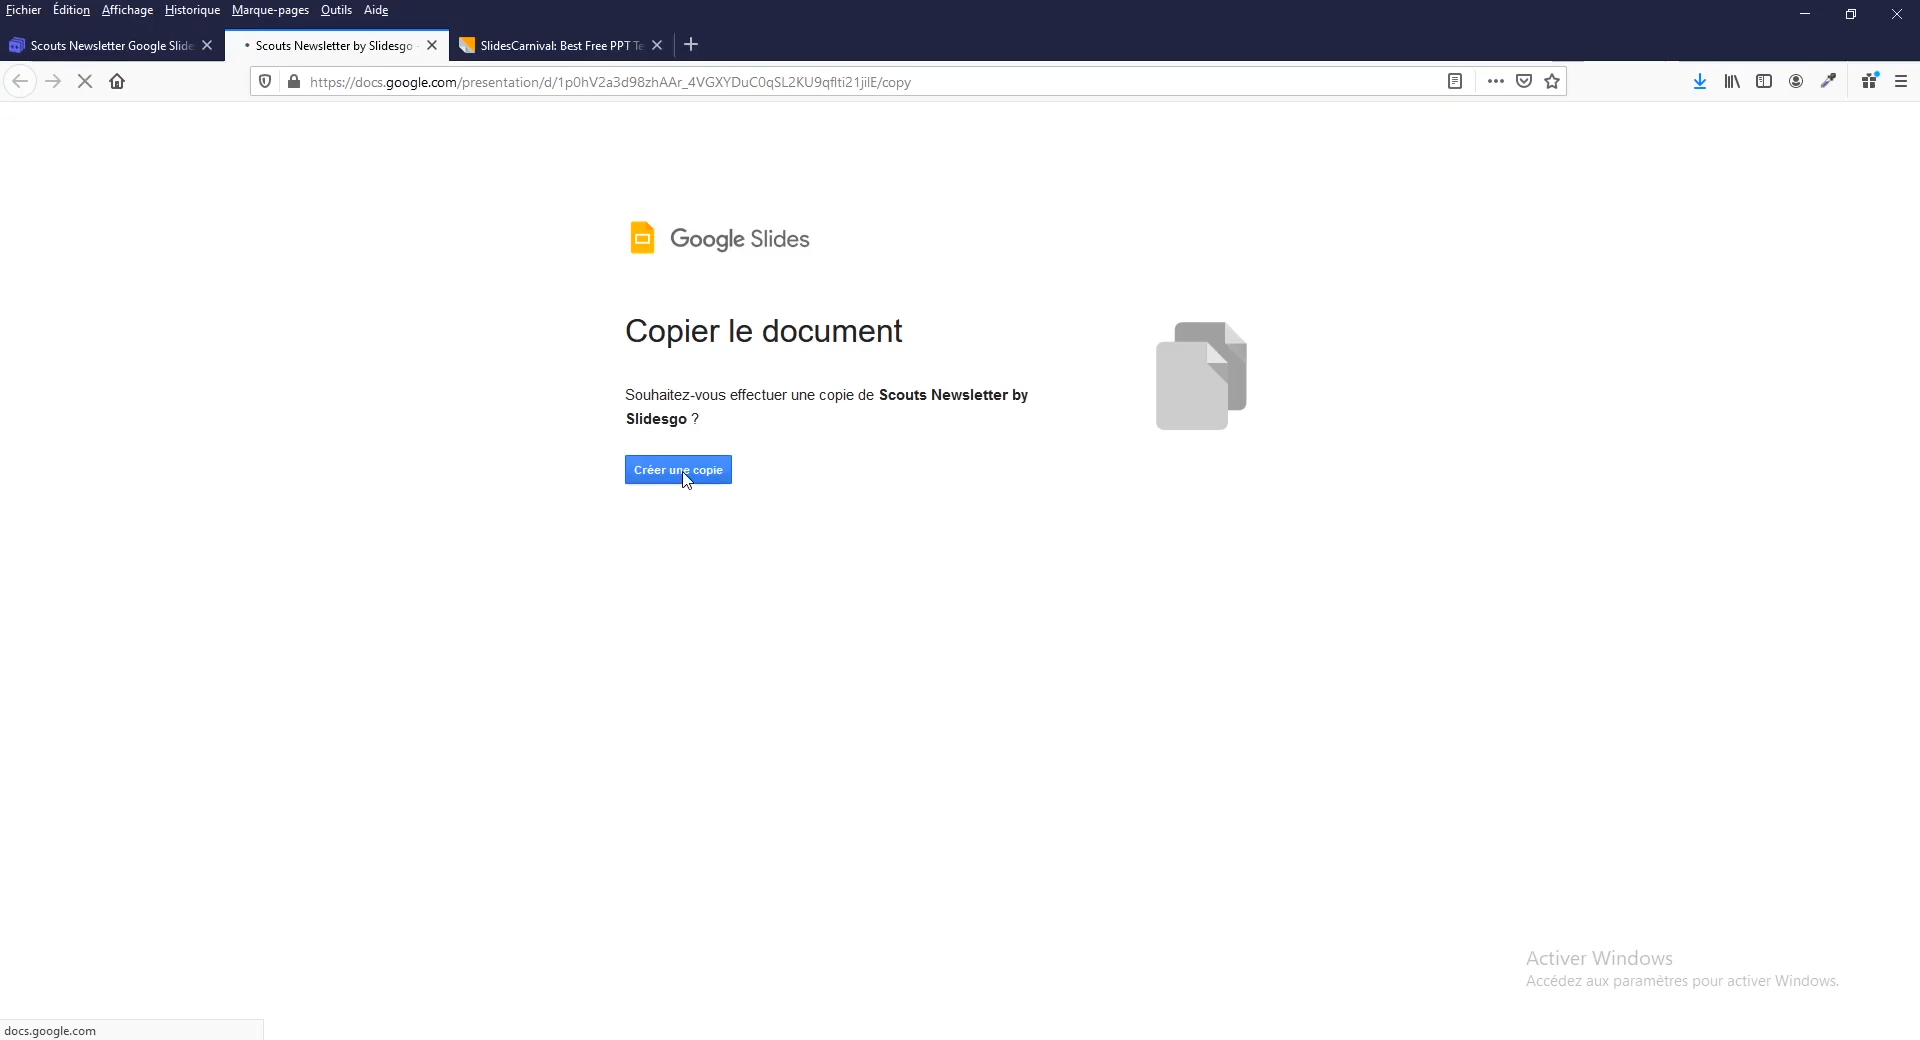 Fichier Édition Affichage Historique Marque-pages Outils Aide
Scouts Newsletter Google Slide
Scouts Newsletter by Slidesgo -
SlidesCarnival: Best Free PPT Te
https://docs.google.com/presentation/d/1p0hV2a3d98zhAAr_4VGXYDuC0qSL2KU9qflti21jilE/copy
Google Slides
Copier le document
Souhaitez-vous effectuer une copie de Scouts Newsletter by
Slidesgo ?
Créer une copie
Activer Windows
Accédez aux paramètres pour activer Windows.
docs.google.com